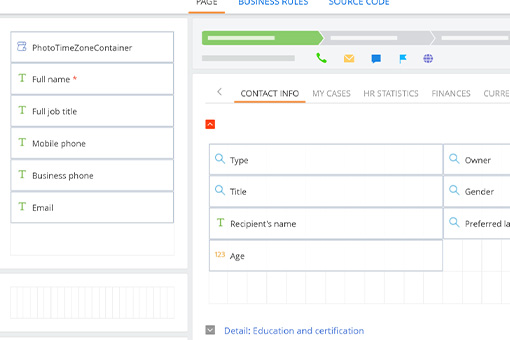 PAGE BUSINESS RULES SOURCE CODE
PhotoTimeZoneContainer
Full name *
Full job title
Mobile phone
Business phone
Email
CONTACT INFO MY CASES HR STATISTICS FINANCES CURRE
Type
Owner
Title
Gender
Recipient's name
Preferred la
123 Age
Detail: Education and certification